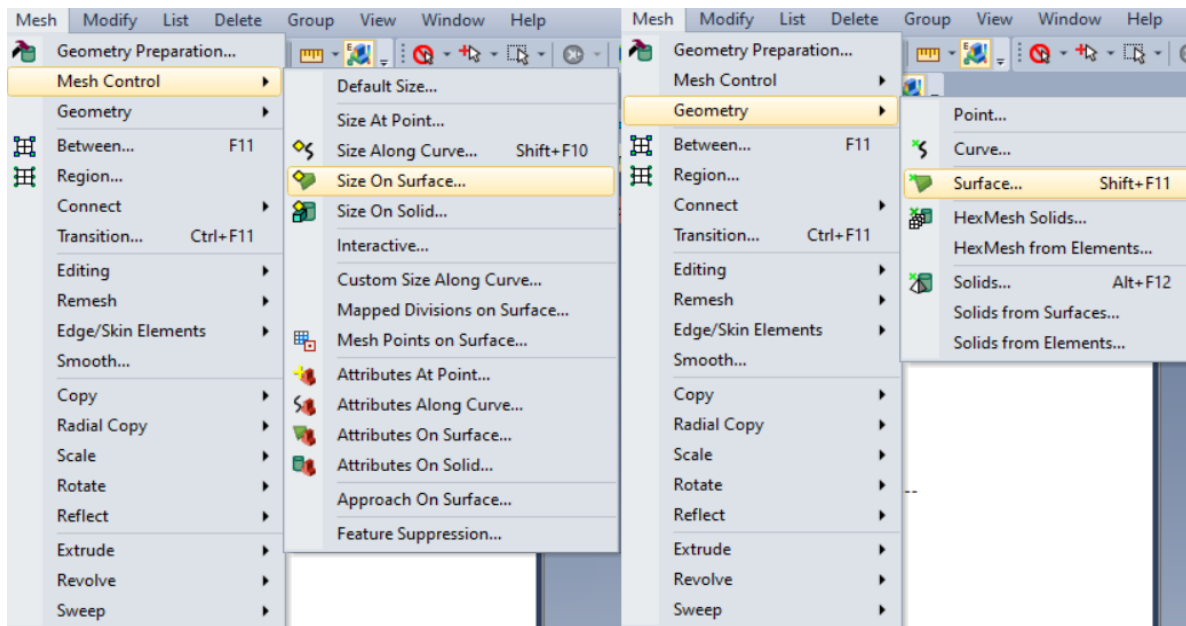 Mesh Modify List Delete Group View Window Help
Geometry Preparation...
Mesh Control
Geometry
Between... F11
Region...
Connect
Transition... Ctrl+F11
Editing
Remesh
Edge/Skin Elements
Smooth...
Copy
Radial Copy
Scale
Rotate
Reflect
Extrude
Revolve
Sweep
Default Size...
Size At Point...
Size Along Curve... Shift+F10
Size On Surface...
Size On Solid...
Interactive...
Custom Size Along Curve...
Mapped Divisions on Surface...
Mesh Points on Surface...
Attributes At Point...
Attributes Along Curve...
Attributes On Surface...
Attributes On Solid...
Approach On Surface...
Feature Suppression...
Mesh Modify List Delete Group View Window Help
Geometry Preparation...
Mesh Control
Geometry
Between... F11
Region...
Connect
Transition... Ctrl+F11
Editing
Remesh
Edge/Skin Elements
Smooth...
Copy
Radial Copy
Scale
Rotate
Reflect
Extrude
Revolve
Sweep
Point...
Curve...
Surface... Shift+F11
HexMesh Solids...
HexMesh from Elements...
Solids... Alt+F12
Solids from Surfaces...
Solids from Elements...